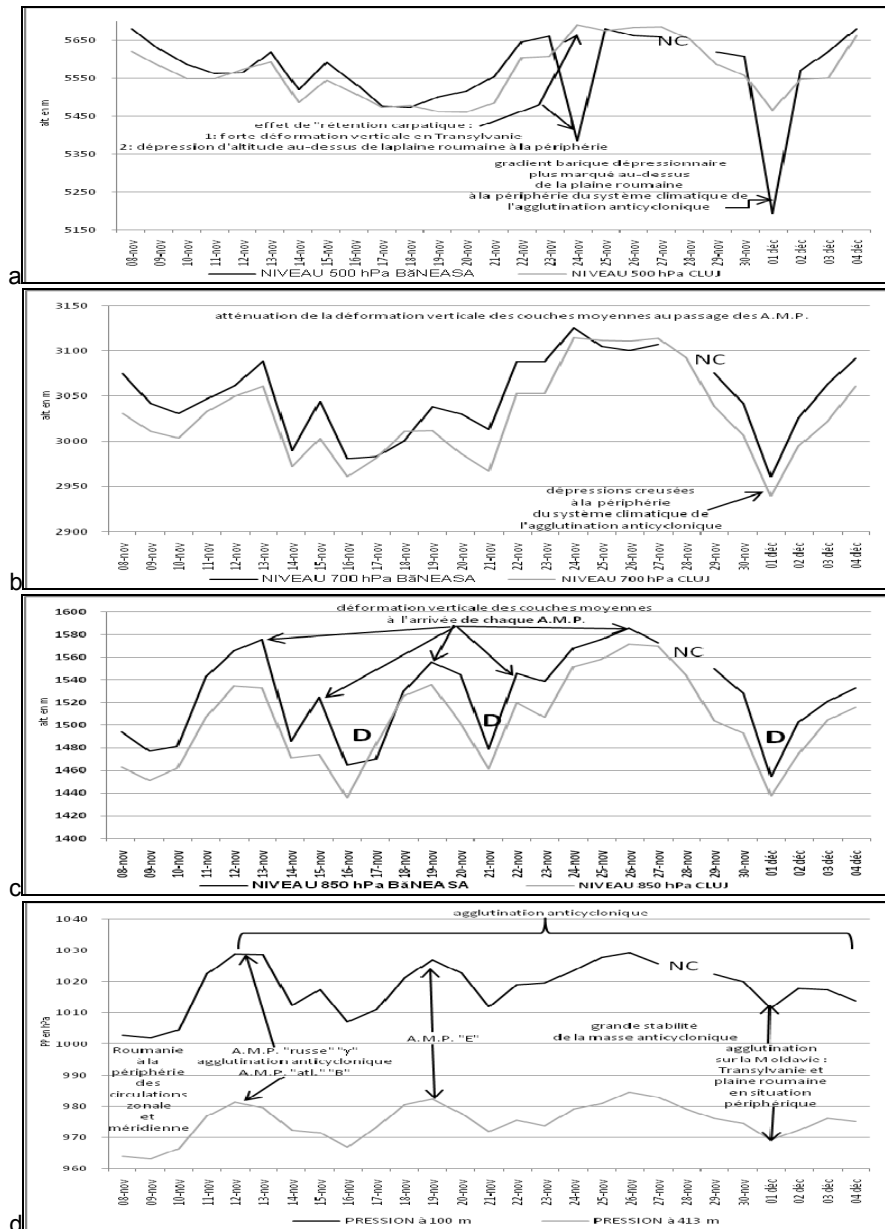 5650
5550
5450
5350
5250
5150
alt. en m
NC
effet de "rétention carpatique :
1: forte déformation verticale en Transylvanie
2: dépression d'altitude au-dessus de laplaine roumaine à la périphérie
gradient barique dépressionnaire
plus marqué au-dessus
de la plaine roumaine
à la périphérie du système climatique de
l'agglutination anticyclonique
08-nov 09-nov 10-nov 11-nov 12-nov 13-nov 14-nov 15-nov 16-nov 17-nov 18-nov 19-nov 20-nov 21-nov 22-nov 23-nov 24-nov 25-nov 26-nov 27-nov 28-nov 29-nov 30-nov 01 déc 02 déc 03 déc 04 déc
NIVEAU 500 hPa BăNEASA NIVEAU 500 hPa CLUJ
a
3150
3100
3050
3000
2950
2900
alt. en m
atténuation de la déformation verticale des couches moyennes au passage des A.M.P.
NC
dépressions creusées
à la périphérie
du système climatique de
l'agglutination anticyclonique
08-nov 09-nov 10-nov 11-nov 12-nov 13-nov 14-nov 15-nov 16-nov 17-nov 18-nov 19-nov 20-nov 21-nov 22-nov 23-nov 24-nov 25-nov 26-nov 27-nov 28-nov 29-nov 30-nov 01 déc 02 déc 03 déc 04 déc
NIVEAU 700 hPa BăNEASA NIVEAU 700 hPa CLUJ
b
1600
1580
1560
1540
1520
1500
1480
1460
1440
1420
1400
alt. en m
déformation verticale des couches moyennes
à l'arrivée de chaque A.M.P.
NC
D
D
D
08-nov 09-nov 10-nov 11-nov 12-nov 13-nov 14-nov 15-nov 16-nov 17-nov 18-nov 19-nov 20-nov 21-nov 22-nov 23-nov 24-nov 25-nov 26-nov 27-nov 28-nov 29-nov 30-nov 01 déc 02 déc 03 déc 04 déc
NIVEAU 850 hPa BăNEASA NIVEAU 850 hPa CLUJ
c
1040
1030
1020
1010
1000
990
980
970
960
PP en hPa
agglutination anticyclonique
NC
Roumanie
à la
périphérie
des
circulations
zonale
et
méridienne
A.M.P. "russe" "γ"
agglutination anticyclonique
A.M.P. "atl." "B"
A.M.P. "E"
grande stabilité
de la masse anticyclonique
agglutination
sur la Moldavie :
Transylvanie et
plaine roumaine
en situation
périphérique
08-nov 09-nov 10-nov 11-nov 12-nov 13-nov 14-nov 15-nov 16-nov 17-nov 18-nov 19-nov 20-nov 21-nov 22-nov 23-nov 24-nov 25-nov 26-nov 27-nov 28-nov 29-nov 30-nov 01 déc 02 déc 03 déc 04 déc
PRESSION à 100 m PRESSION à 413 m
d